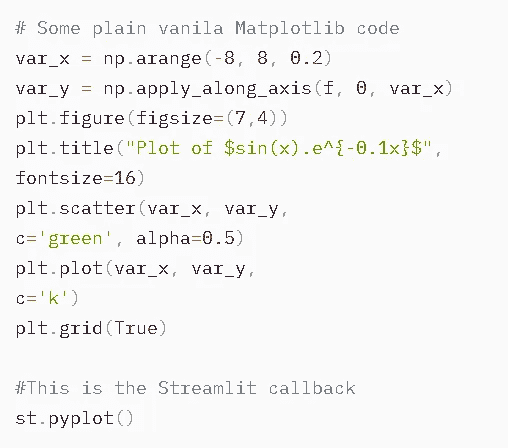 # Some plain vanila Matplotlib code
var_x = np.arange(-8, 8, 0.2)
var_y = np.apply_along_axis(f, 0, var_x)
plt.figure(figsize=(7,4))
plt.title("Plot of $sin(x).e^{-0.1x}$",
fontsize=16)
plt.scatter(var_x, var_y,
c='green', alpha=0.5)
plt.plot(var_x, var_y,
c='k')
plt.grid(True)
#This is the Streamlit callback
st.pyplot()